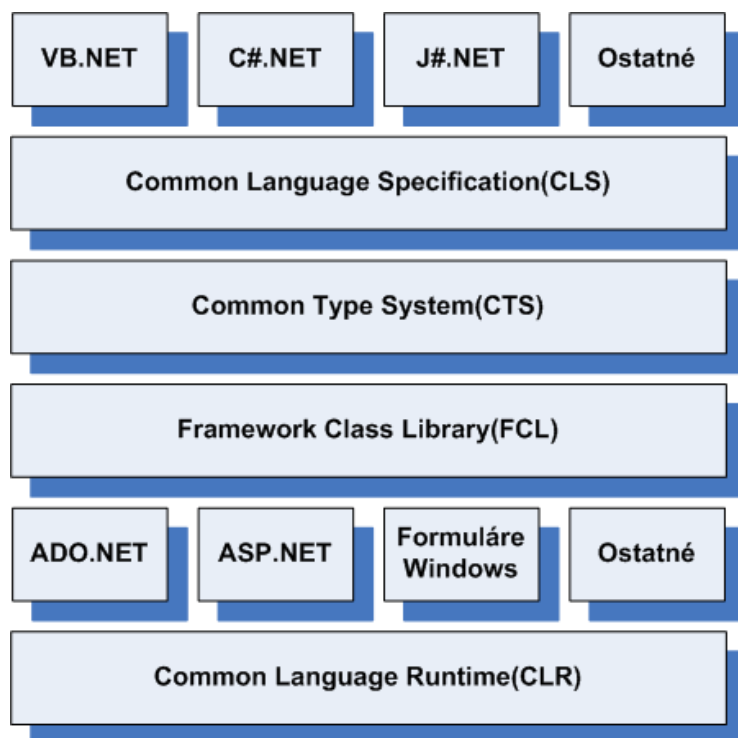 VB.NET
C#.NET
J#.NET
Ostatné
Common Language Specification(CLS)
Common Type System(CTS)
Framework Class Library(FCL)
ADO.NET
ASP.NET
Formuláre
Windows
Ostatné
Common Language Runtime(CLR)